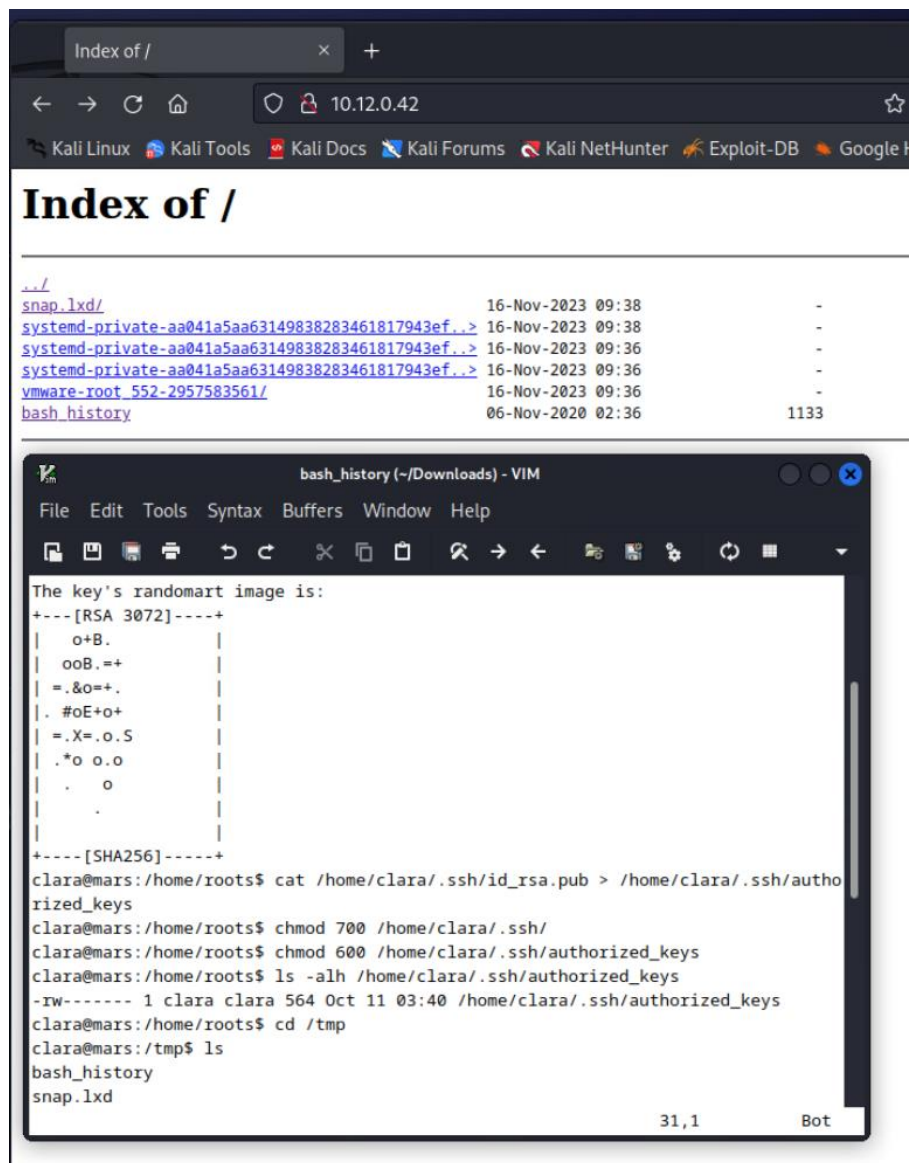 Index of /
10.12.0.42
Kali Linux Kali Tools Kali Docs Kali Forums Kali NetHunter Exploit-DB Google H
Index of /
../
snap.lxd/ 16-Nov-2023 09:38 -
systemd-private-aa041a5aa63149838283461817943ef..> 16-Nov-2023 09:38 -
systemd-private-aa041a5aa63149838283461817943ef..> 16-Nov-2023 09:36 -
systemd-private-aa041a5aa63149838283461817943ef..> 16-Nov-2023 09:36 -
vmware-root_552-2957583561/ 16-Nov-2023 09:36 -
bash_history 06-Nov-2020 02:36 1133
bash_history (~/Downloads) - VIM
File Edit Tools Syntax Buffers Window Help
The key's randomart image is:
+---[RSA 3072]----+
|    o+B.         |
|   ooB.=+        |
|  =.&o=+.        |
|. #oE+o+         |
| =.X=.o.S        |
|  .*o o.o        |
|   .   o         |
|      .          |
|                 |
+----[SHA256]-----+
clara@mars:/home/roots$ cat /home/clara/.ssh/id_rsa.pub > /home/clara/.ssh/autho
rized_keys
clara@mars:/home/roots$ chmod 700 /home/clara/.ssh/
clara@mars:/home/roots$ chmod 600 /home/clara/.ssh/authorized_keys
clara@mars:/home/roots$ ls -alh /home/clara/.ssh/authorized_keys
-rw------- 1 clara clara 564 Oct 11 03:40 /home/clara/.ssh/authorized_keys
clara@mars:/home/roots$ cd /tmp
clara@mars:/tmp$ ls
bash_history
snap.lxd
31,1 Bot